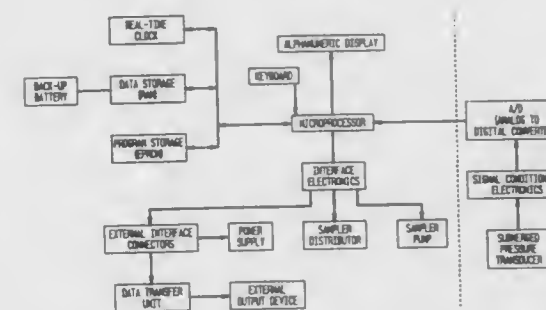 REAL-TIME
CLOCK
ALPHANUMERIC DISPLAY
BACK-UP
BATTERY
DATA STORAGE
(RAM)
KEYBOARD
A/D
(ANALOG TO
DIGITAL CONVERTER
MICROPROCESSOR
PROGRAM STORAGE
(EPROM)
INTERFACE
ELECTRONICS
SIGNAL CONDITION
ELECTRONICS
EXTERNAL INTERFACE
CONNECTORS
POWER
SUPPLY
SAMPLER
DISTRIBUTOR
SAMPLER
PUMP
SUBMERGED
PRESSURE
TRANSDUCER
DATA TRANSFER
UNIT
EXTERNAL
OUTPUT DEVICE